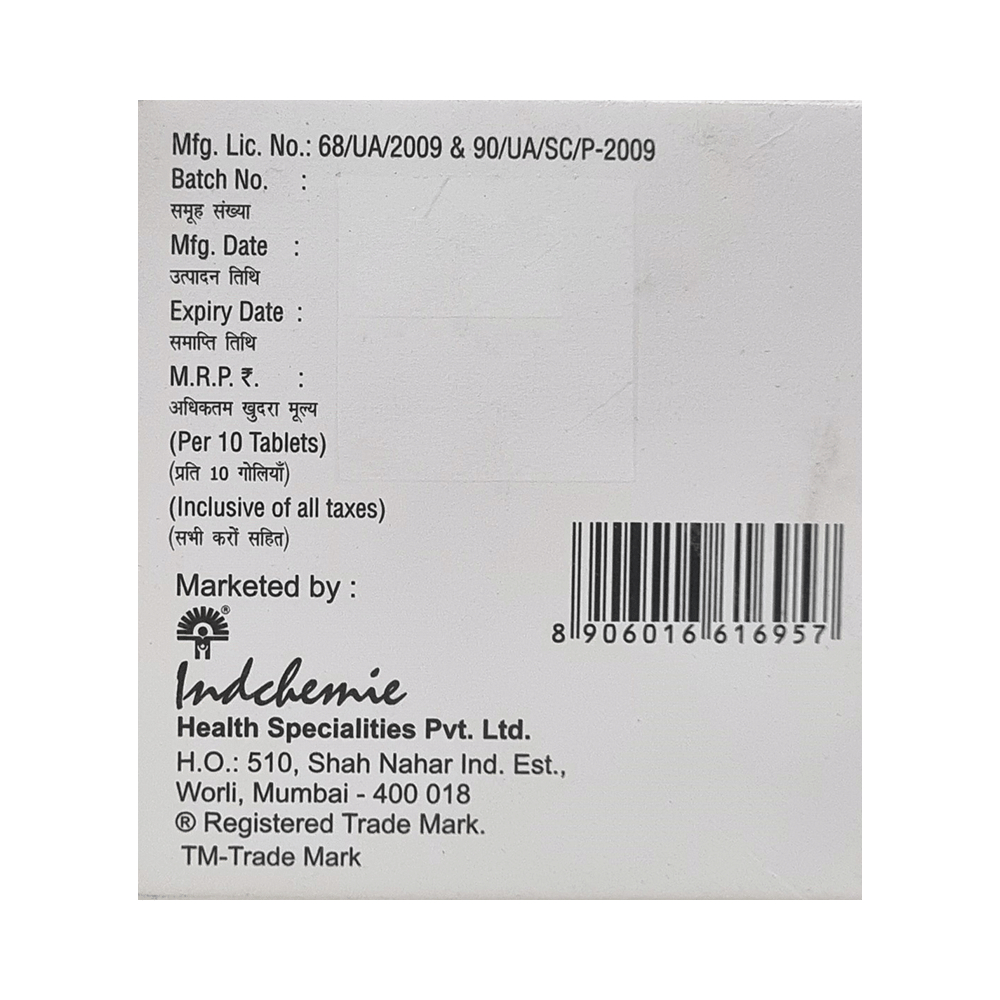 Mfg. Lic. No.: 68/UA/2009 & 90/UA/SC/P-2009
Batch No. :
समूह संख्या
Mfg. Date :
उत्पादन तिथि
Expiry Date :
समाप्ति तिथि
M.R.P. ₹. :
अधिकतम खुदरा मूल्य
(Per 10 Tablets)
(प्रति 10 गोलियाँ)
(Inclusive of all taxes)
(सभी करों सहित)
Marketed by :
®
Indchemie
Health Specialities Pvt. Ltd.
H.O.: 510, Shah Nahar Ind. Est.,
Worli, Mumbai - 400 018
® Registered Trade Mark.
TM-Trade Mark
8 906016 616957